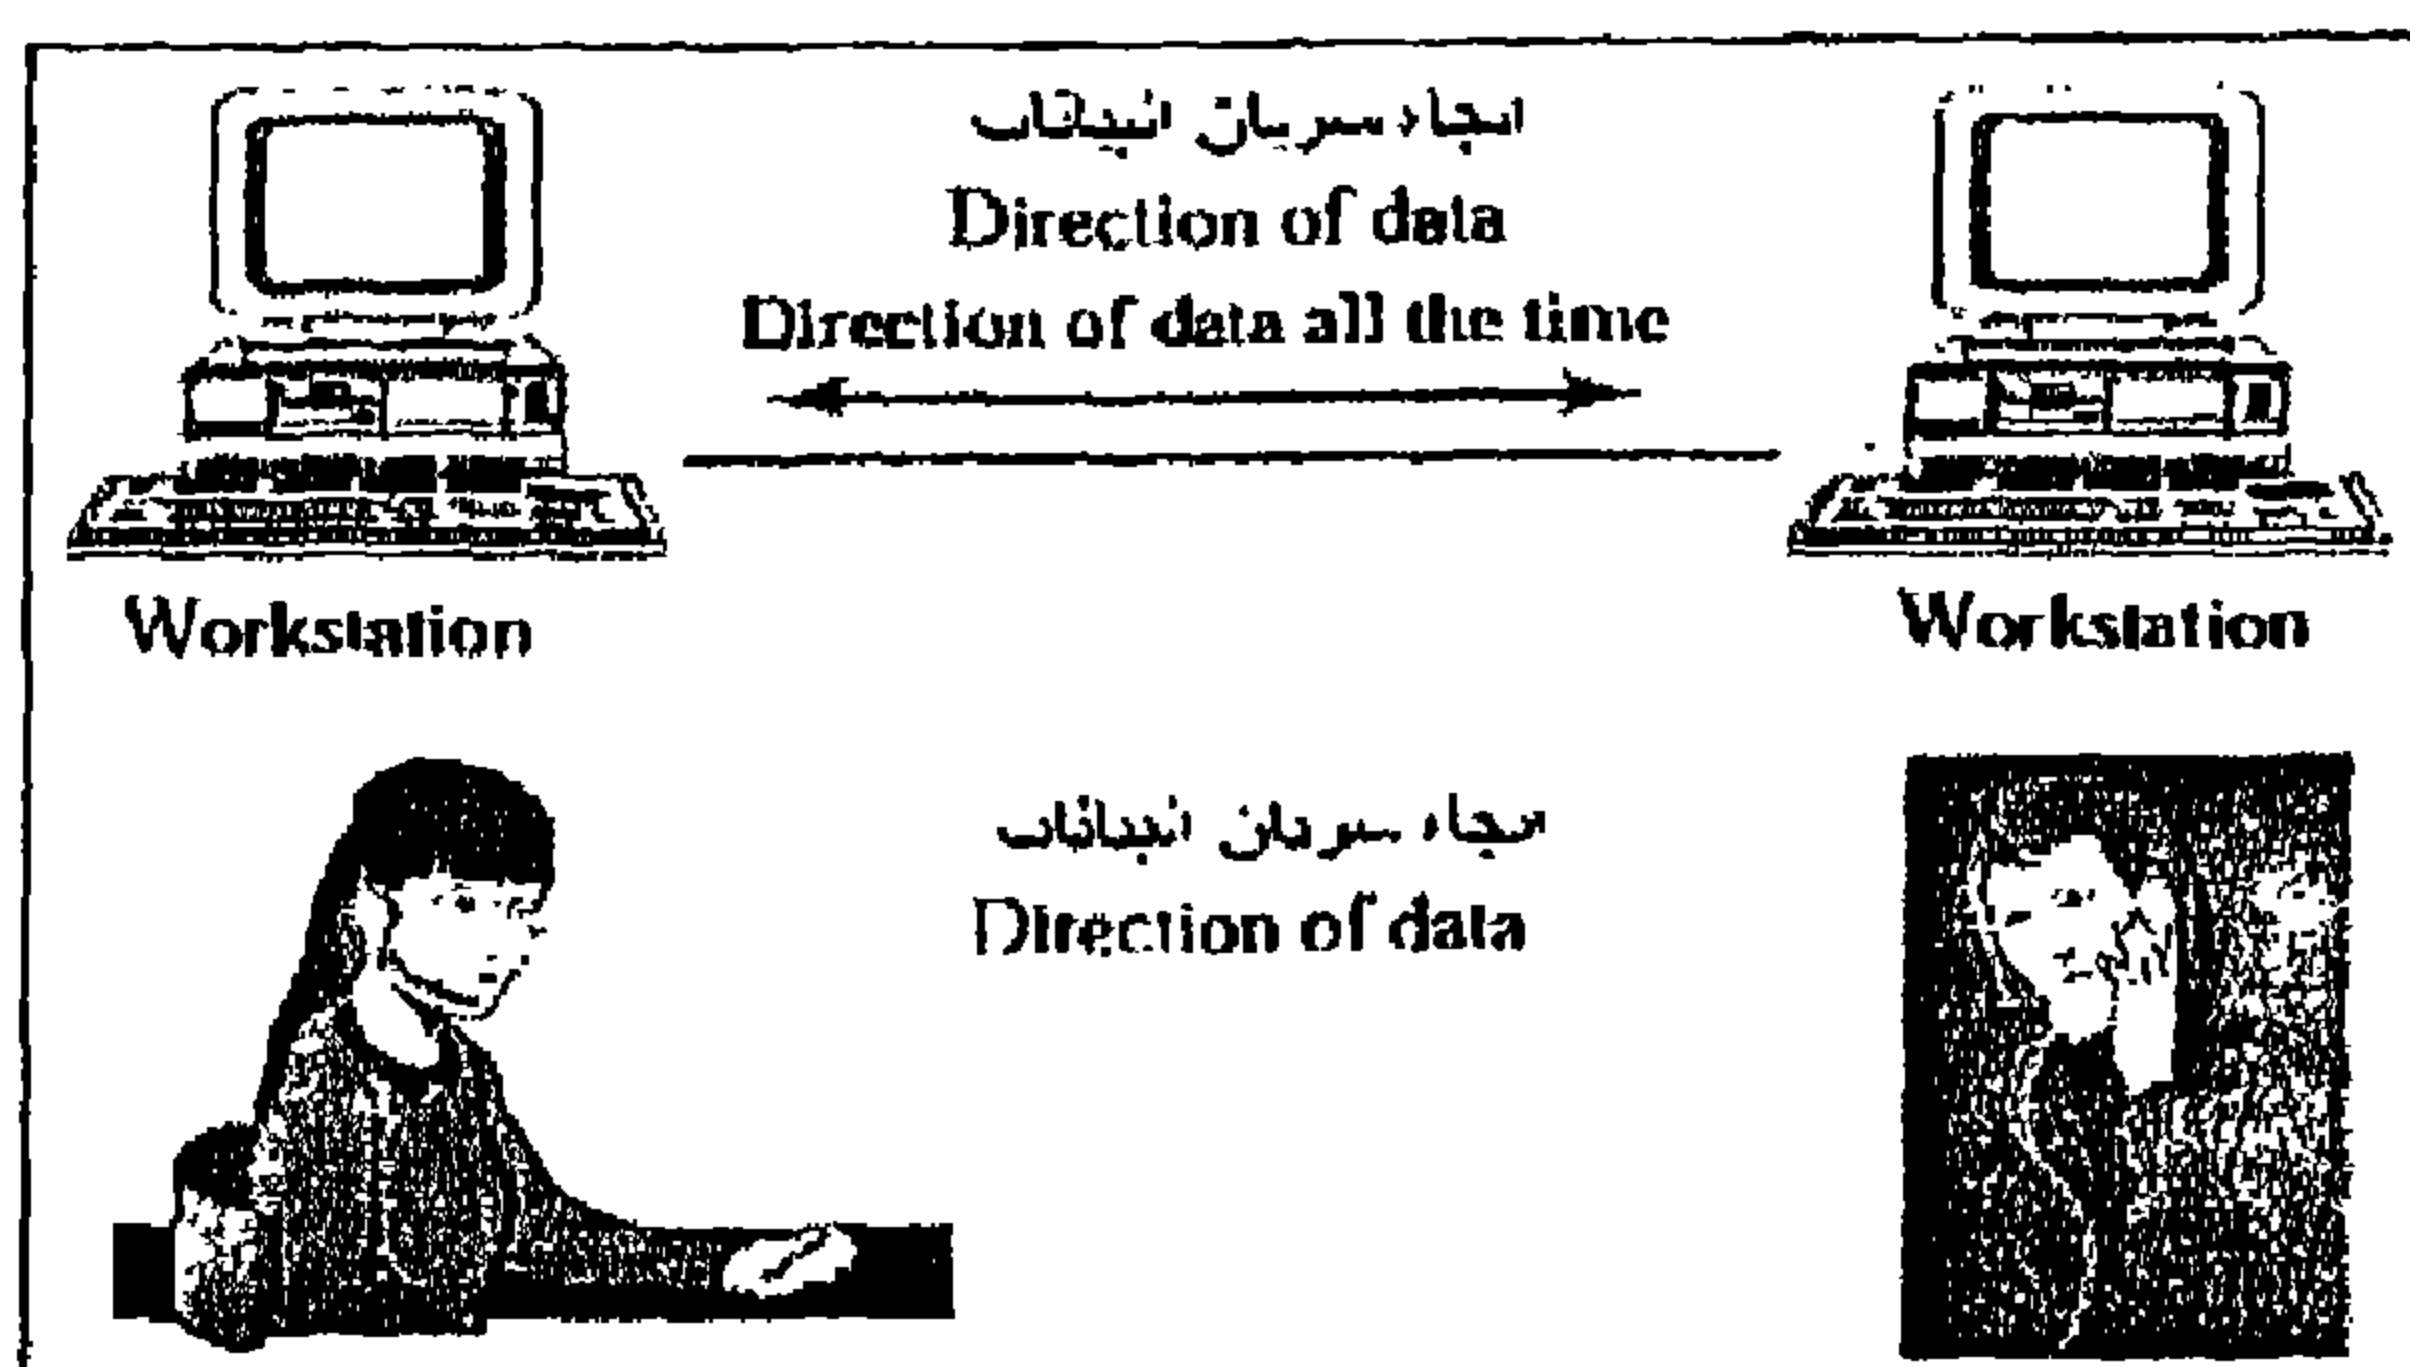 اتجاه سريان البيانات
Direction of data
Direction of data all the time
Workstation
Workstation
اتجاه سريان البيانات
Direction of data